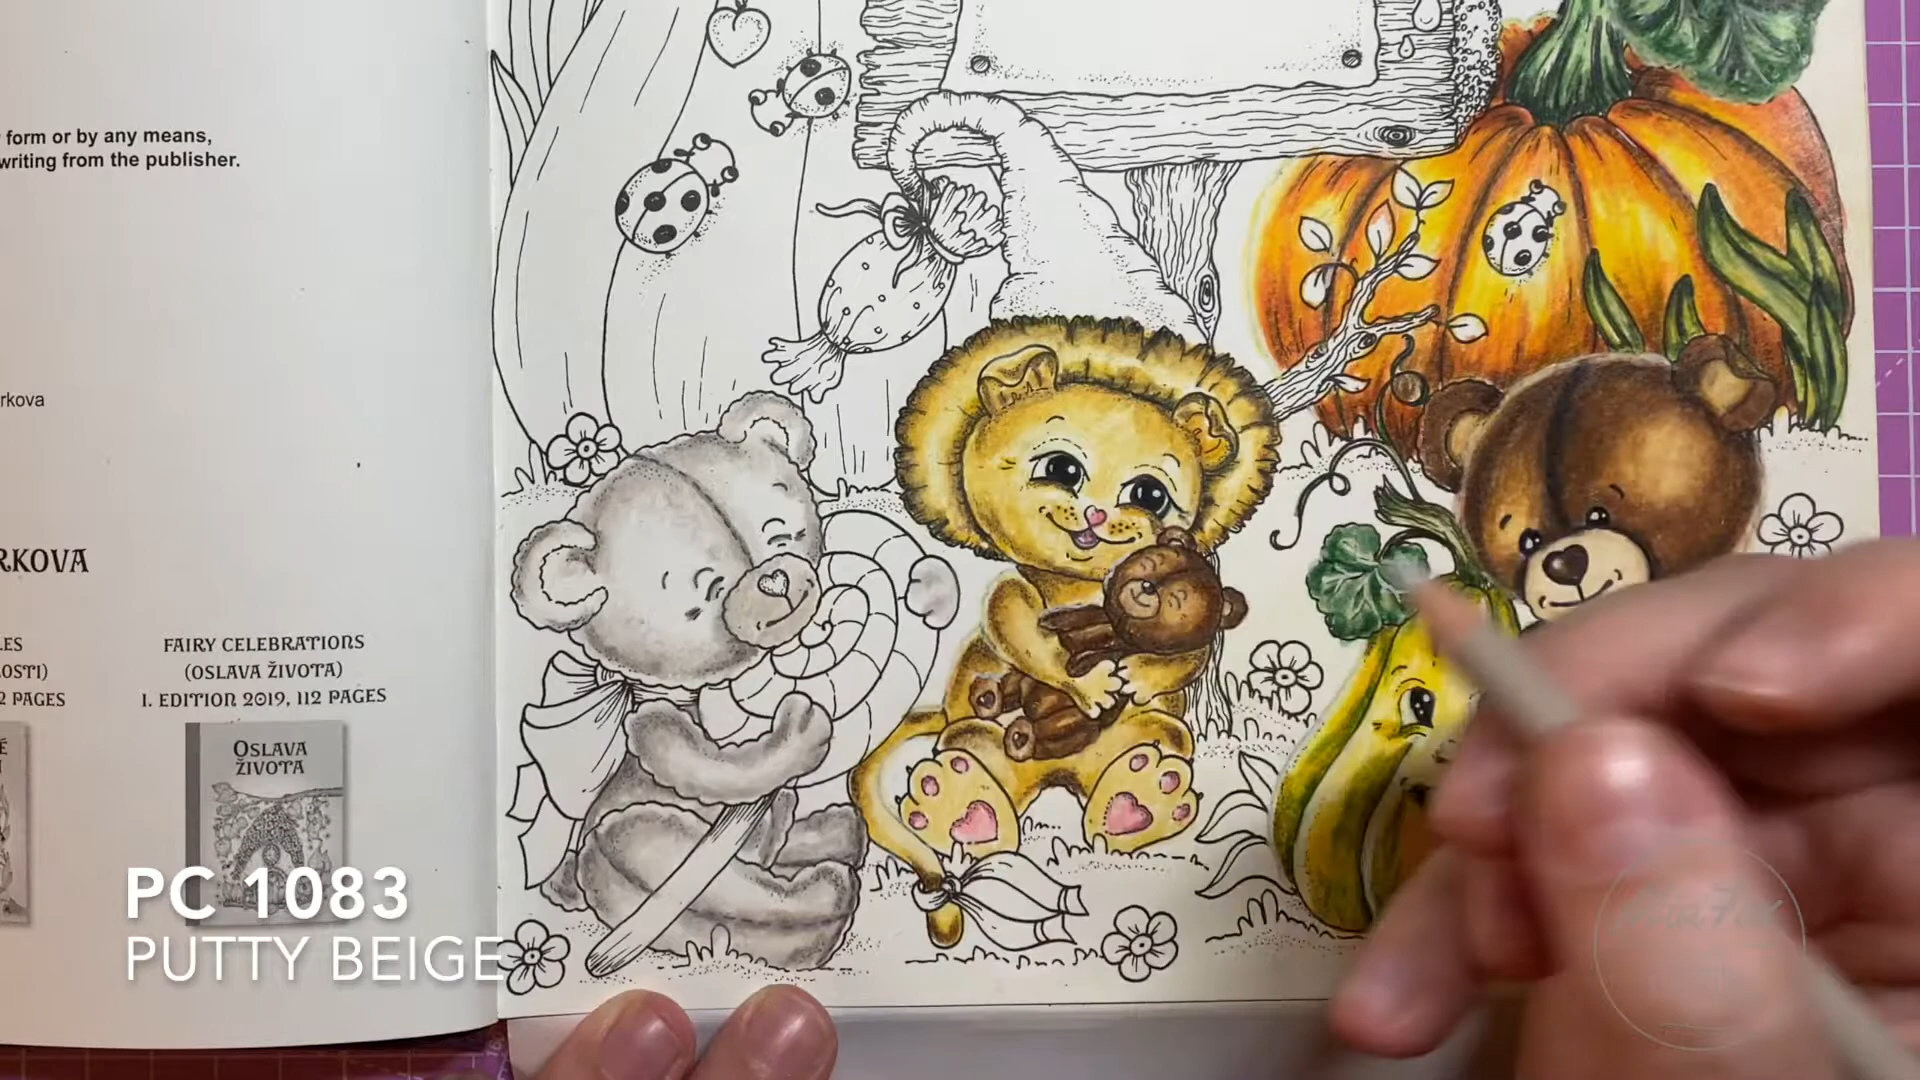 form or by any means,
writing from the publisher.
rkova
RKOVA
LES
OSTI)
2 PAGES
FAIRY CELEBRATIONS
(OSLAVA ŽIVOTA)
1. EDITION 2019, 112 PAGES
OSLAVA
ŽIVOTA
PC 1083
PUTTY BEIGE